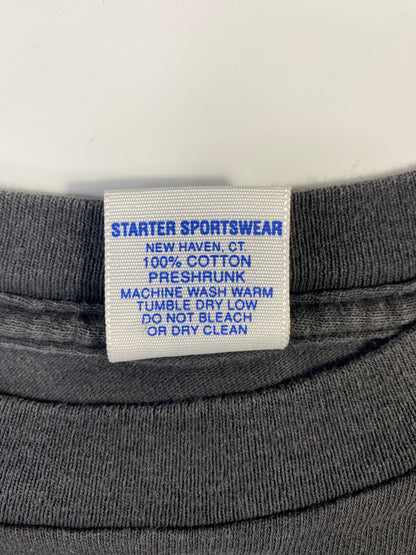 STARTER SPORTSWEAR
NEW HAVEN, CT
100% COTTON
PRESHRUNK
MACHINE WASH WARM
TUMBLE DRY LOW
DO NOT BLEACH
OR DRY CLEAN